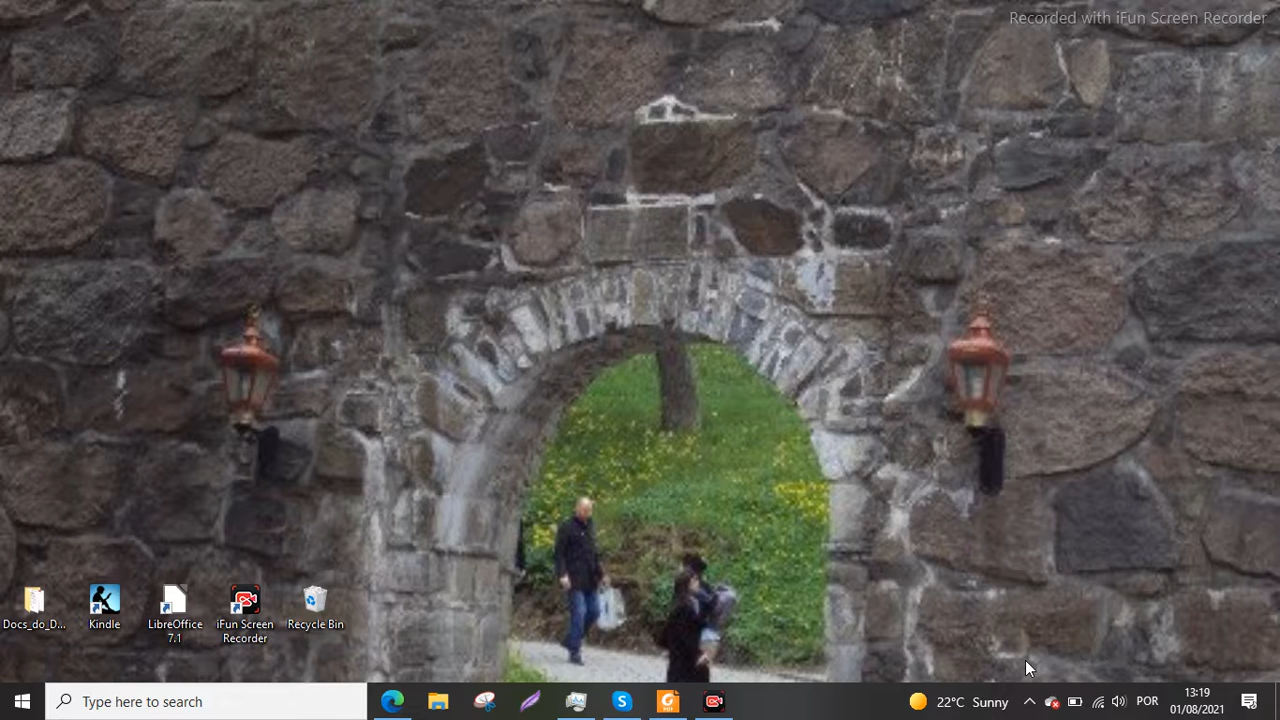 Recorded with iFun Screen Recorder
Docs_do_D...
Kindle
LibreOffice
7.1
iFun Screen
Recorder
Recycle Bin
Type here to search
PDF
22°C Sunny
POR
13:19
01/08/2021